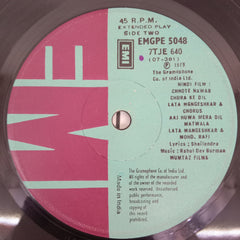 45 R.P.M.
EXTENDED PLAY
SIDE TWO
EMGPE 5048
EMI
7TJE 640
(OT-301)
℗ 1979
The Gramophone
Co. of India Ltd.
HINDI FILM :
CHHOTE NAWAB
CHURA KE DIL
LATA MANGESHKAR &
CHORUS
AAJ HUWA MERA DIL
MATWALA
LATA MANGESHKAR &
MOHD. RAFI
Lyrics : Shailendra
Music : Rahul Dev Burman
MUMTAZ FILMS
EMI
Made in India
The Gramophone Co. of India Ltd.
All rights of the manufacturer and
of the owner of the recorded
work reserved. Unauthorised
public performance,
broadcasting and
copying of this
record prohibited.